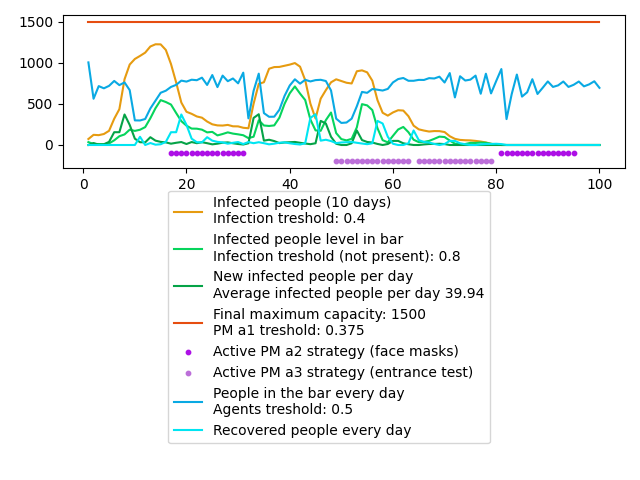 1500
1000
500
0
0
20
40
60
80
100
Infected people (10 days)
Infection treshold: 0.4
Infected people level in bar
Infection treshold (not present): 0.8
New infected people per day
Average infected people per day 39.94
Final maximum capacity: 1500
PM a1 treshold: 0.375
Active PM a2 strategy (face masks)
Active PM a3 strategy (entrance test)
People in the bar every day
Agents treshold: 0.5
Recovered people every day